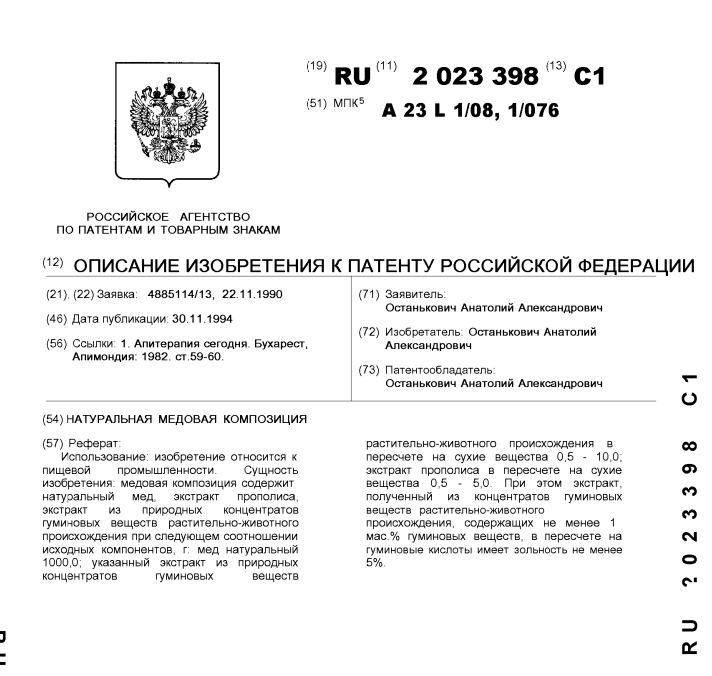 (19) RU (11) 2 023 398 (13) C1
(51) МПК5 A 23 L 1/08, 1/076
РОССИЙСКОЕ АГЕНТСТВО
ПО ПАТЕНТАМ И ТОВАРНЫМ ЗНАКАМ
(12) ОПИСАНИЕ ИЗОБРЕТЕНИЯ К ПАТЕНТУ РОССИЙСКОЙ ФЕДЕРАЦИИ
(21), (22) Заявка: 4885114/13, 22.11.1990
(46) Дата публикации: 30.11.1994
(56) Ссылки: 1. Апитерапия сегодня. Бухарест,
Апимондия: 1982. ст.59-60.
(71) Заявитель:
Останькович Анатолий Александрович
(72) Изобретатель: Останькович Анатолий
Александрович
(73) Патентообладатель:
Останькович Анатолий Александрович
(54) НАТУРАЛЬНАЯ МЕДОВАЯ КОМПОЗИЦИЯ
(57) Реферат:
Использование: изобретение относится к
пищевой промышленности. Сущность
изобретения: медовая композиция содержит
натуральный мед, экстракт прополиса,
экстракт из природных концентратов
гуминовых веществ растительно-животного
происхождения при следующем соотношении
исходных компонентов, г: мед натуральный
1000,0; указанный экстракт из природных
концентратов гуминовых веществ
растительно-животного происхождения в
пересчете на сухие вещества 0,5 - 10,0;
экстракт прополиса в пересчете на сухие
вещества 0,5 - 5,0. При этом экстракт,
полученный из концентратов гуминовых
веществ растительно-животного
происхождения, содержащих не менее 1
мас.% гуминовых веществ, в пересчете на
гуминовые кислоты имеет зольность не менее
5%.
RU 2023398 C1
RU